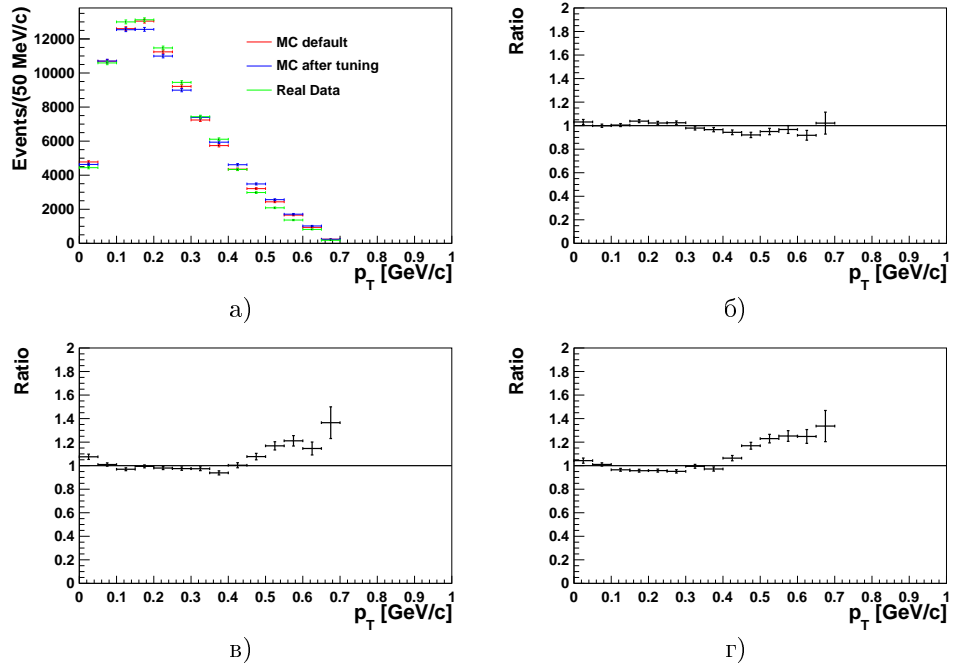 Events/(50 MeV/c)
12000
10000
8000
6000
4000
2000
0
MC default
MC after tuning
Real Data
0 0.1 0.2 0.3 0.4 0.5 0.6 0.7 0.8 0.9 1
p_T [GeV/c]
а)
Ratio
2
1.8
1.6
1.4
1.2
1
0.8
0.6
0.4
0.2
0
0 0.1 0.2 0.3 0.4 0.5 0.6 0.7 0.8 0.9 1
p_T [GeV/c]
б)
Ratio
2
1.8
1.6
1.4
1.2
1
0.8
0.6
0.4
0.2
0
0 0.1 0.2 0.3 0.4 0.5 0.6 0.7 0.8 0.9 1
p_T [GeV/c]
в)
Ratio
2
1.8
1.6
1.4
1.2
1
0.8
0.6
0.4
0.2
0
0 0.1 0.2 0.3 0.4 0.5 0.6 0.7 0.8 0.9 1
p_T [GeV/c]
г)